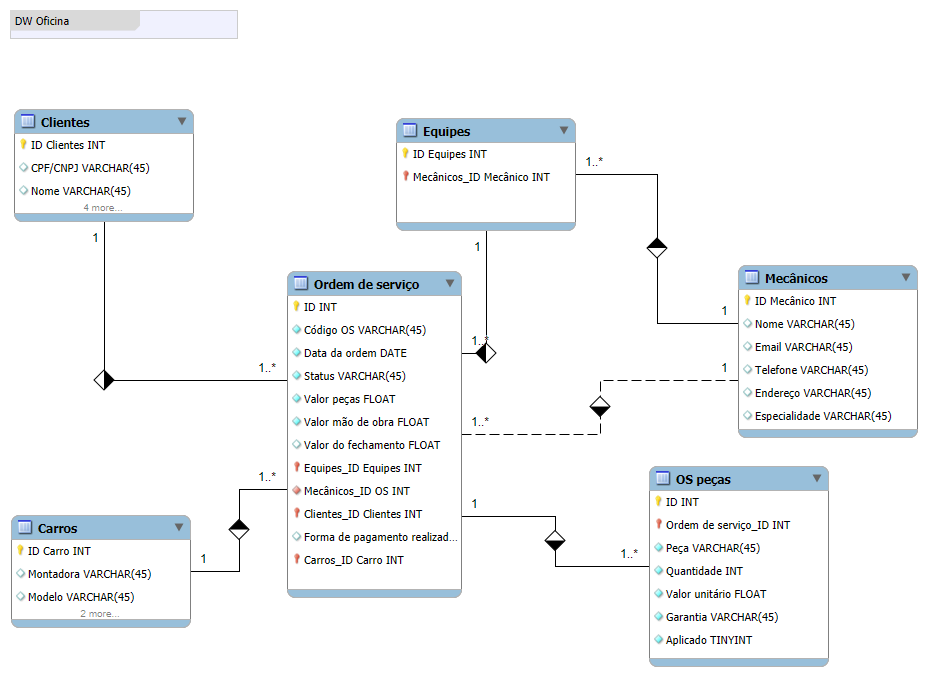 DW Oficina
Clientes
ID Clientes INT
CPF/CNPJ VARCHAR(45)
Nome VARCHAR(45)
4 more...
1
1..*
Equipes
ID Equipes INT
Mecânicos_ID Mecânico INT
1..*
1
1
1..*
Mecânicos
ID Mecânico INT
Nome VARCHAR(45)
Email VARCHAR(45)
Telefone VARCHAR(45)
Endereço VARCHAR(45)
Especialidade VARCHAR(45)
1
1..*
Ordem de serviço
ID INT
Código OS VARCHAR(45)
Data da ordem DATE
Status VARCHAR(45)
Valor peças FLOAT
Valor mão de obra FLOAT
Valor do fechamento FLOAT
Equipes_ID Equipes INT
Mecânicos_ID OS INT
Clientes_ID Clientes INT
Forma de pagamento realizad...
Carros_ID Carro INT
1..*
1
Carros
ID Carro INT
Montadora VARCHAR(45)
Modelo VARCHAR(45)
2 more...
1
1..*
OS peças
ID INT
Ordem de serviço_ID INT
Peça VARCHAR(45)
Quantidade INT
Valor unitário FLOAT
Garantia VARCHAR(45)
Aplicado TINYINT